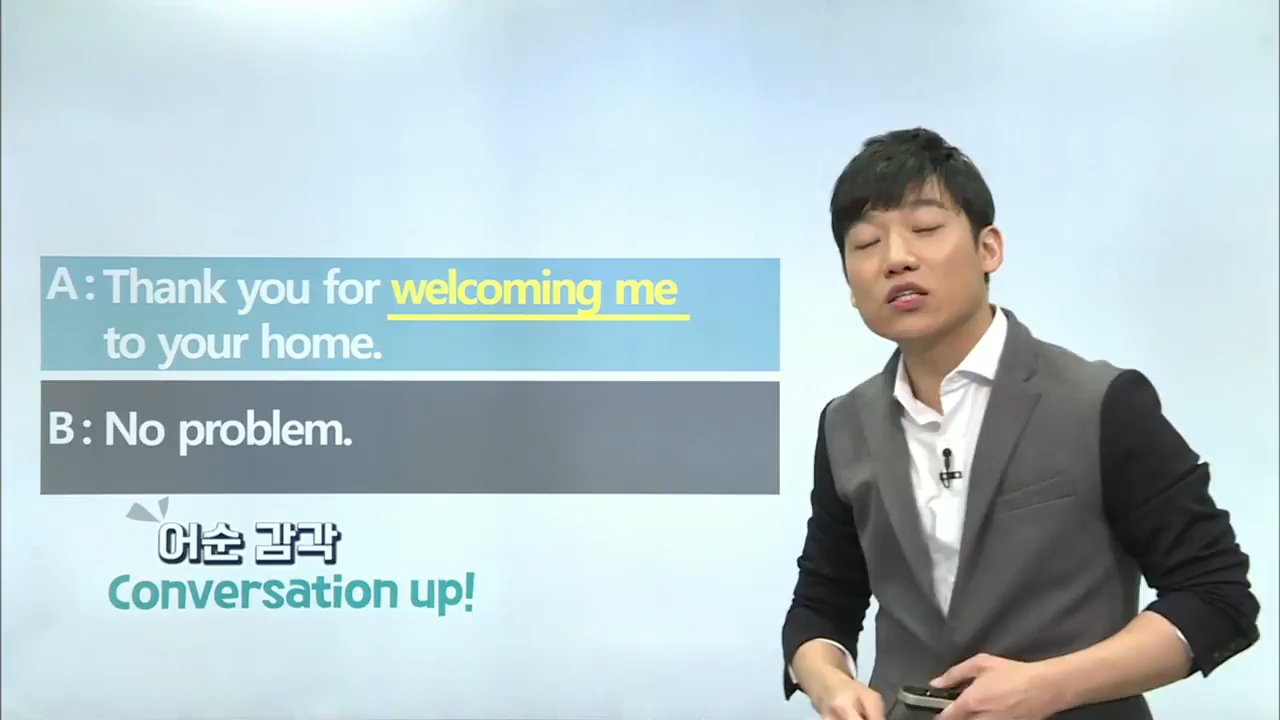 A : Thank you for welcoming me
to your home.
B : No problem.
어순 감각
Conversation up!